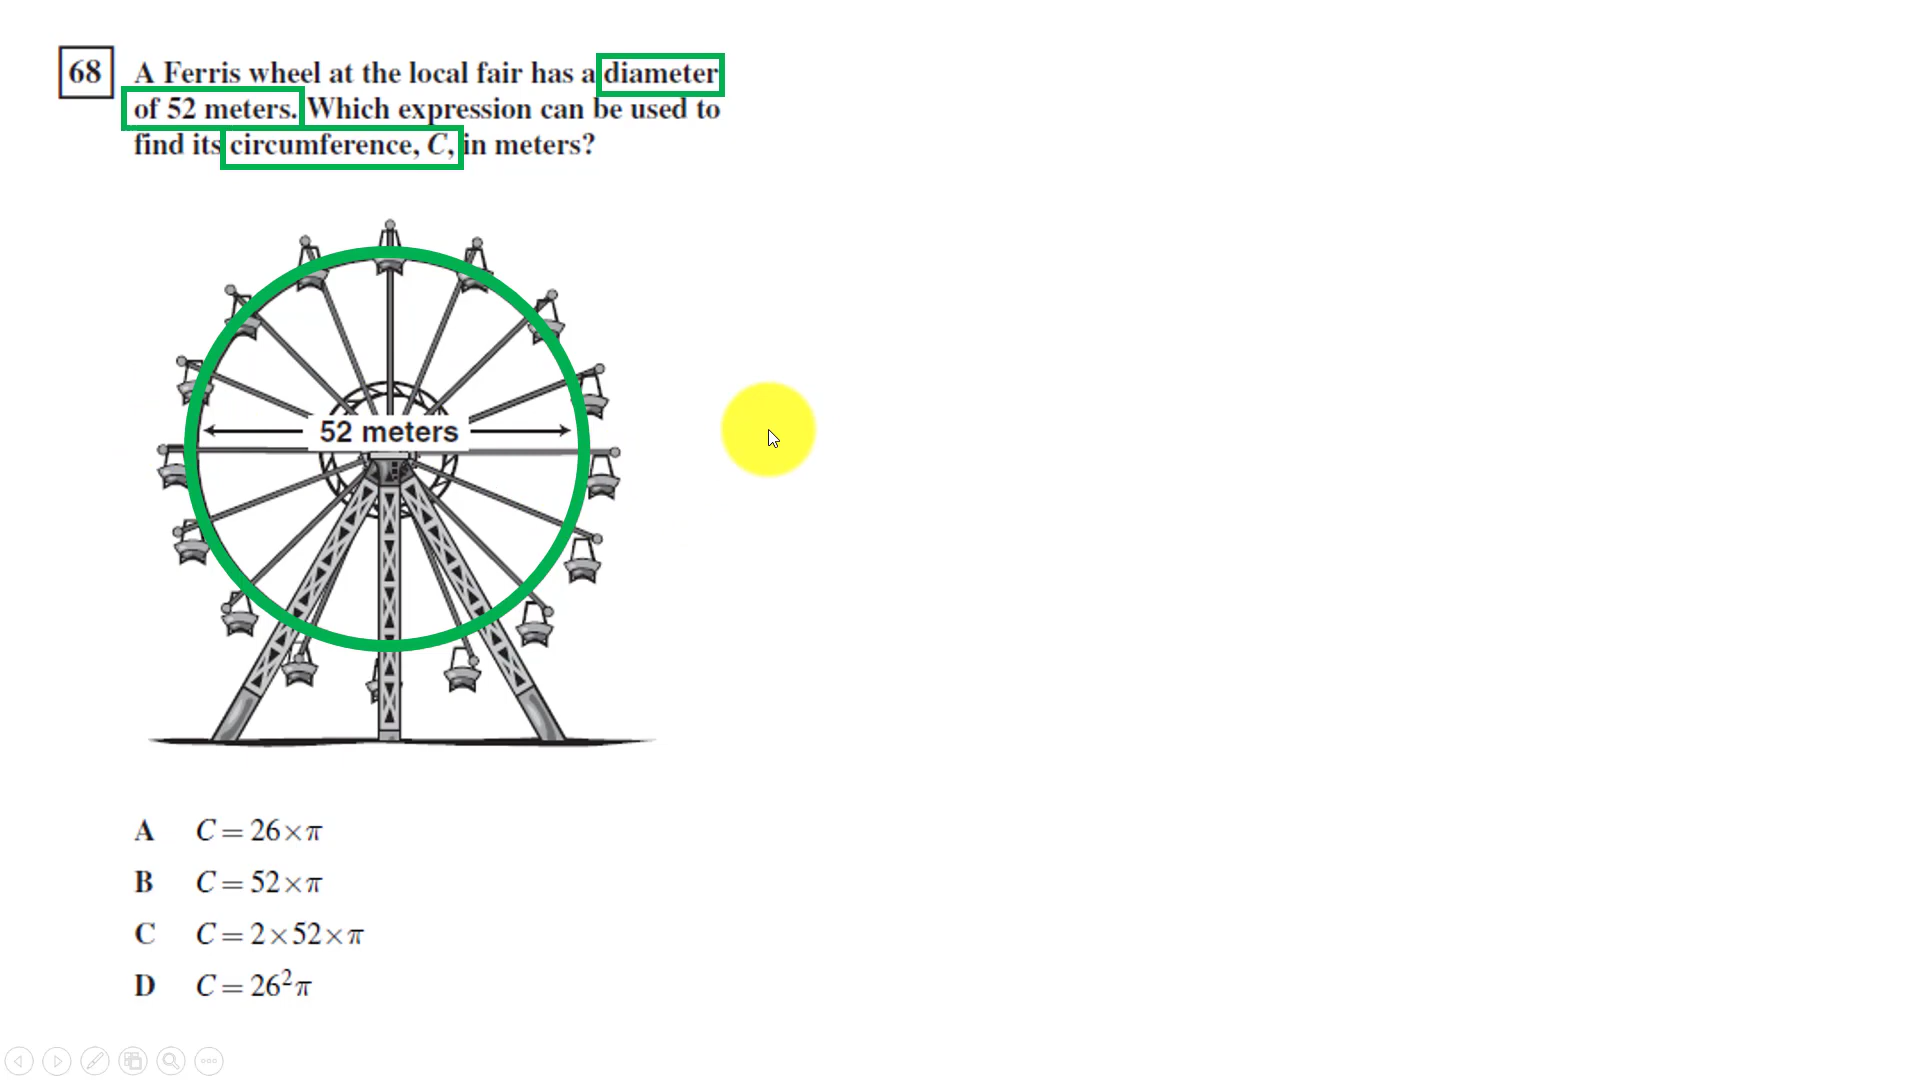 68
A Ferris wheel at the local fair has a diameter
of 52 meters. Which expression can be used to
find its circumference, C, in meters?
52 meters
A C = 26 × π
B C = 52 × π
C C = 2 × 52 × π
D C = 26²π